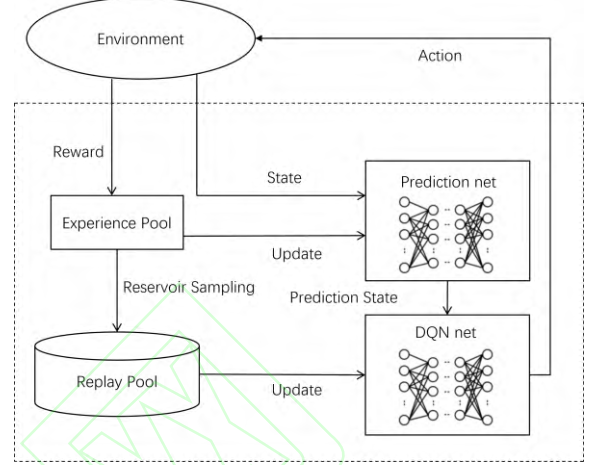 Environment
Action
Reward
State
Prediction net
Experience Pool
Update
Reservoir Sampling
Prediction State
DQN net
Replay Pool
Update